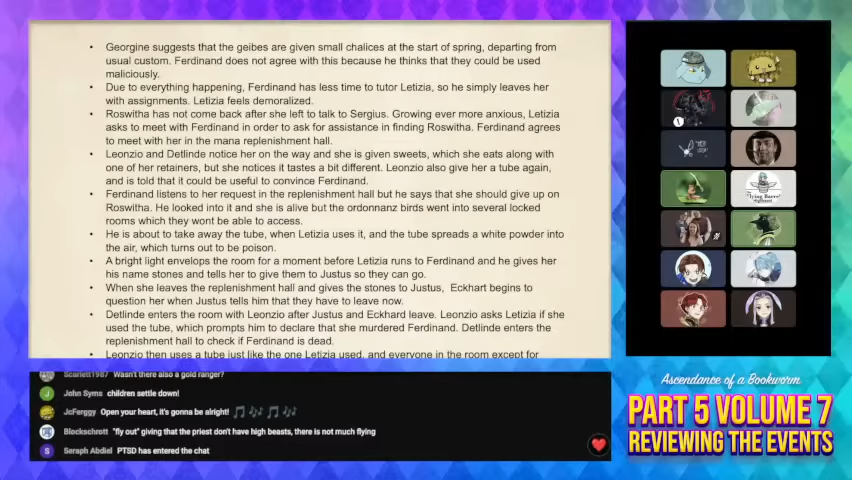 • Georgine suggests that the geibes are given small chalices at the start of spring, departing from
usual custom. Ferdinand does not agree with this because he thinks that they could be used
maliciously.
• Due to everything happening, Ferdinand has less time to tutor Letizia, so he simply leaves her
with assignments. Letizia feels demoralized.
• Roswitha has not come back after she left to talk to Sergius. Growing ever more anxious, Letizia
asks to meet with Ferdinand in order to ask for assistance in finding Roswitha. Ferdinand agrees
to meet with her in the mana replenishment hall.
• Leonzio and Detlinde notice her on the way and she is given sweets, which she eats along with
one of her retainers, but she notices it tastes a bit different. Leonzio also give her a tube again,
and is told that it could be useful to convince Ferdinand.
• Ferdinand listens to her request in the replenishment hall but he says that she should give up on
Roswitha. He looked into it and she is alive but the ordonnanz birds went into several locked
rooms which they wont be able to access.
• He is about to take away the tube, when Letizia uses it, and the tube spreads a white powder into
the air, which turns out to be poison.
• A bright light envelops the room for a moment before Letizia runs to Ferdinand and he gives her
his name stones and tells her to give them to Justus so they can go.
• When she leaves the replenishment hall and gives the stones to Justus, Eckhart begins to
question her when Justus tells him that they have to leave now.
• Detlinde enters the room with Leonzio after Justus and Eckhard leave. Leonzio asks Letizia if she
used the tube, which prompts him to declare that she murdered Ferdinand. Detlinde enters the
replenishment hall to check if Ferdinand is dead.
• Leonzio then uses a tube just like the one Letizia used, and everyone in the room except for
Scarlett1987 Wasn't there also a gold ranger?
John Syms children settle down!
JcFerggy Open your heart, it's gonna be alright! 🎵🎶🎵🎶
Blockschrott "fly out" giving that the priest don't have high beasts, there is not much flying
Seraph Abdiel PTSD has entered the chat
Ascendance of a Bookworm
PART 5 VOLUME 7
REVIEWING THE EVENTS